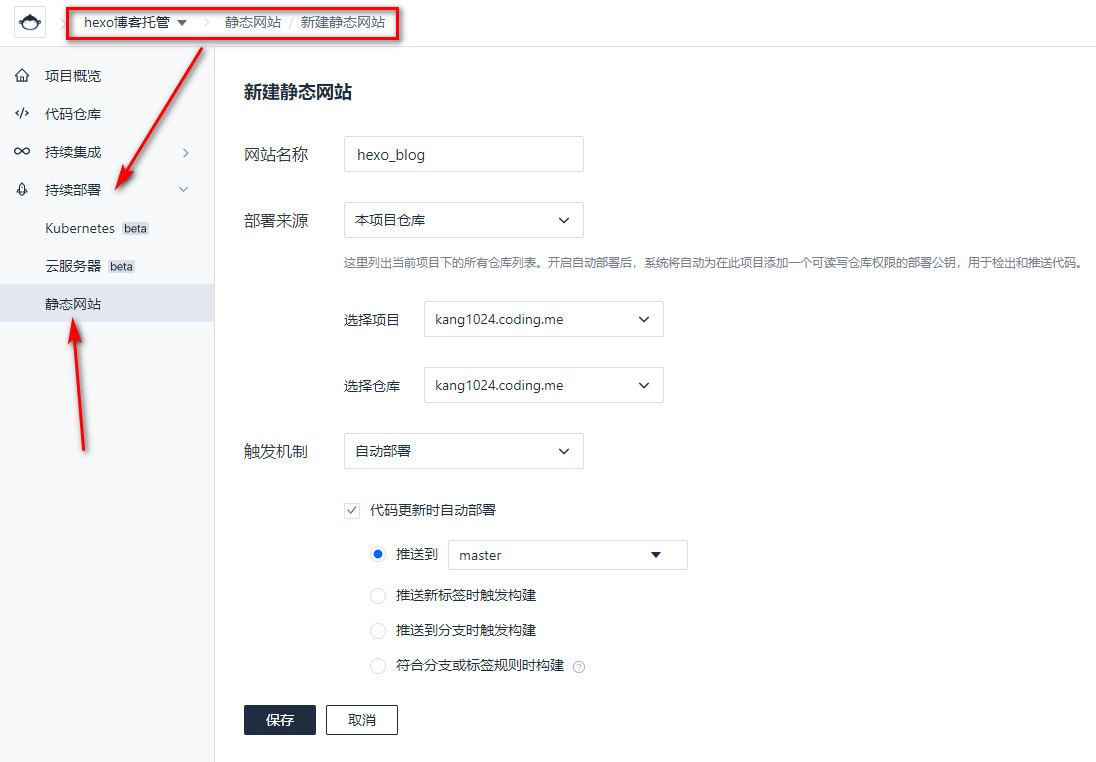 hexo博客托管 静态网站 / 新建静态网站
项目概览
代码仓库
持续集成
持续部署
Kubernetes beta
云服务器 beta
静态网站
新建静态网站
网站名称 hexo_blog
部署来源 本项目仓库
这里列出当前项目下的所有仓库列表。开启自动部署后，系统将自动为在此项目添加一个可读写仓库权限的部署公钥，用于检出和推送代码。
选择项目 kang1024.coding.me
选择仓库 kang1024.coding.me
触发机制 自动部署
代码更新时自动部署
推送到 master
推送新标签时触发构建
推送到分支时触发构建
符合分支或标签规则时构建 ?
保存 取消